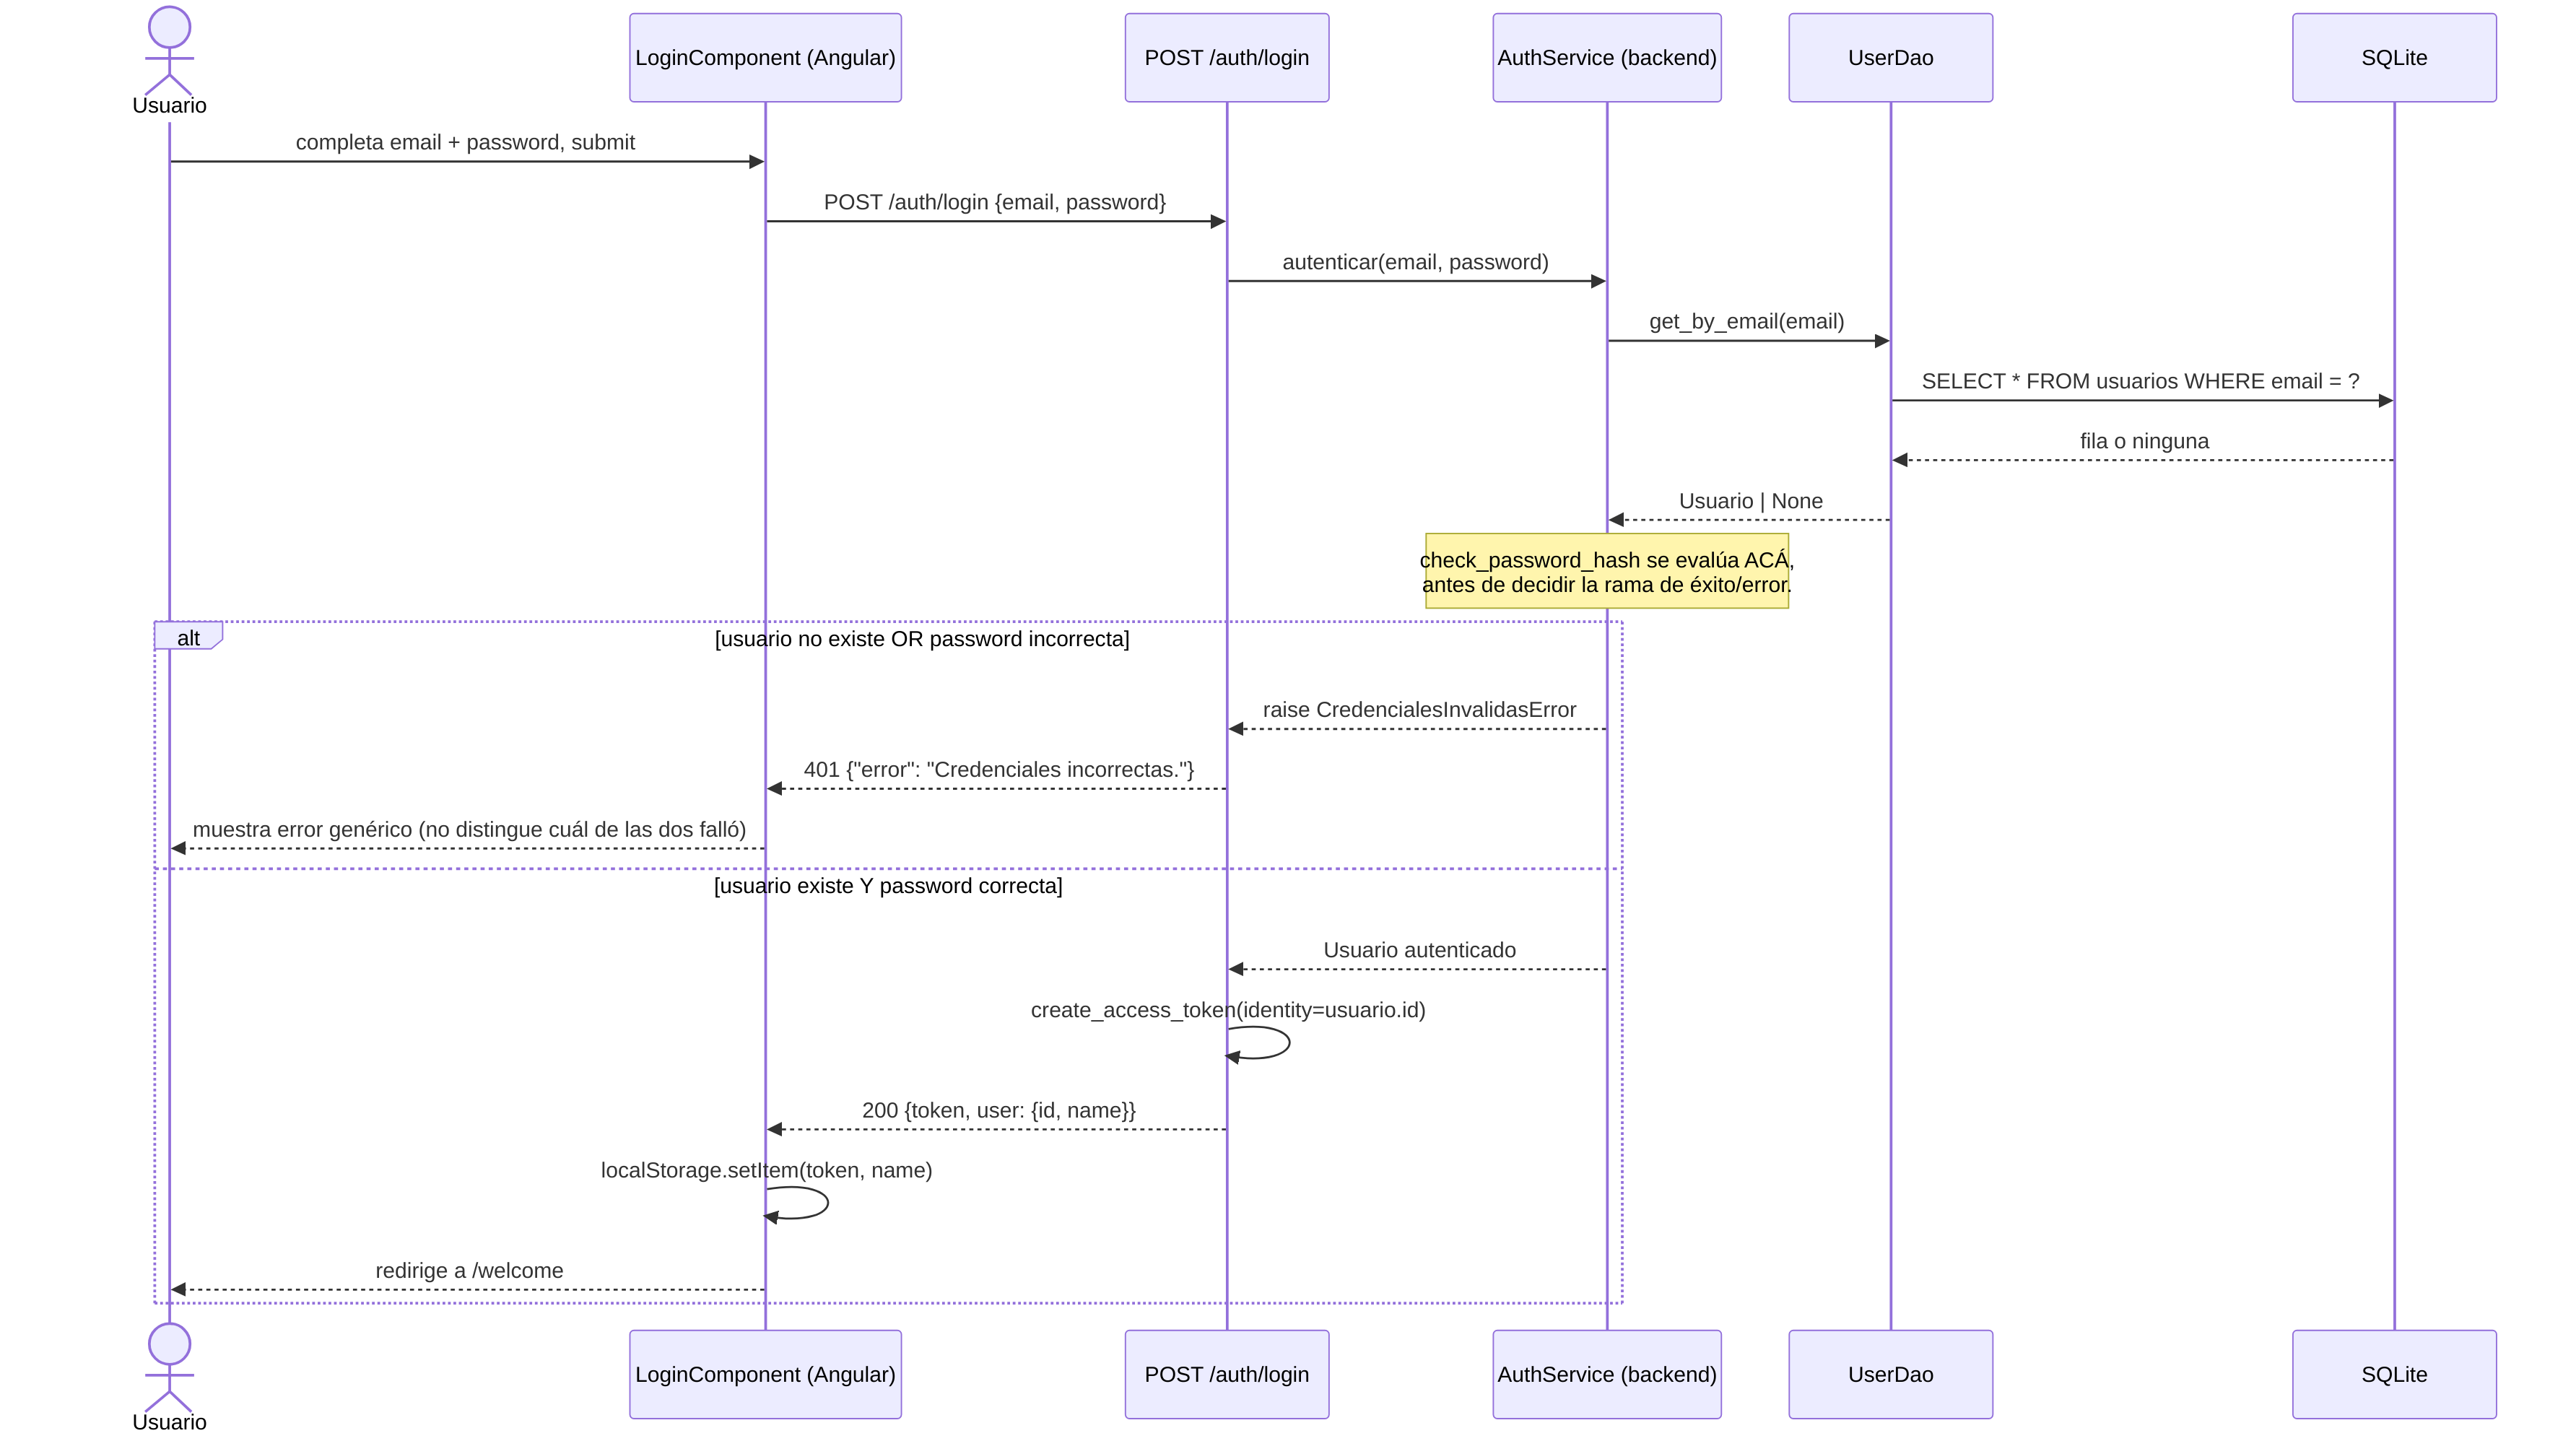 Usuario
LoginComponent (Angular)
POST /auth/login
AuthService (backend)
UserDao
SQLite
completa email + password, submit
POST /auth/login {email, password}
autenticar(email, password)
get_by_email(email)
SELECT * FROM usuarios WHERE email = ?
fila o ninguna
Usuario | None
check_password_hash se evalúa ACÁ,
antes de decidir la rama de éxito/error.
alt
[usuario no existe OR password incorrecta]
raise CredencialesInvalidasError
401 {"error": "Credenciales incorrectas."}
muestra error genérico (no distingue cuál de las dos falló)
[usuario existe Y password correcta]
Usuario autenticado
create_access_token(identity=usuario.id)
200 {token, user: {id, name}}
localStorage.setItem(token, name)
redirige a /welcome
Usuario
LoginComponent (Angular)
POST /auth/login
AuthService (backend)
UserDao
SQLite